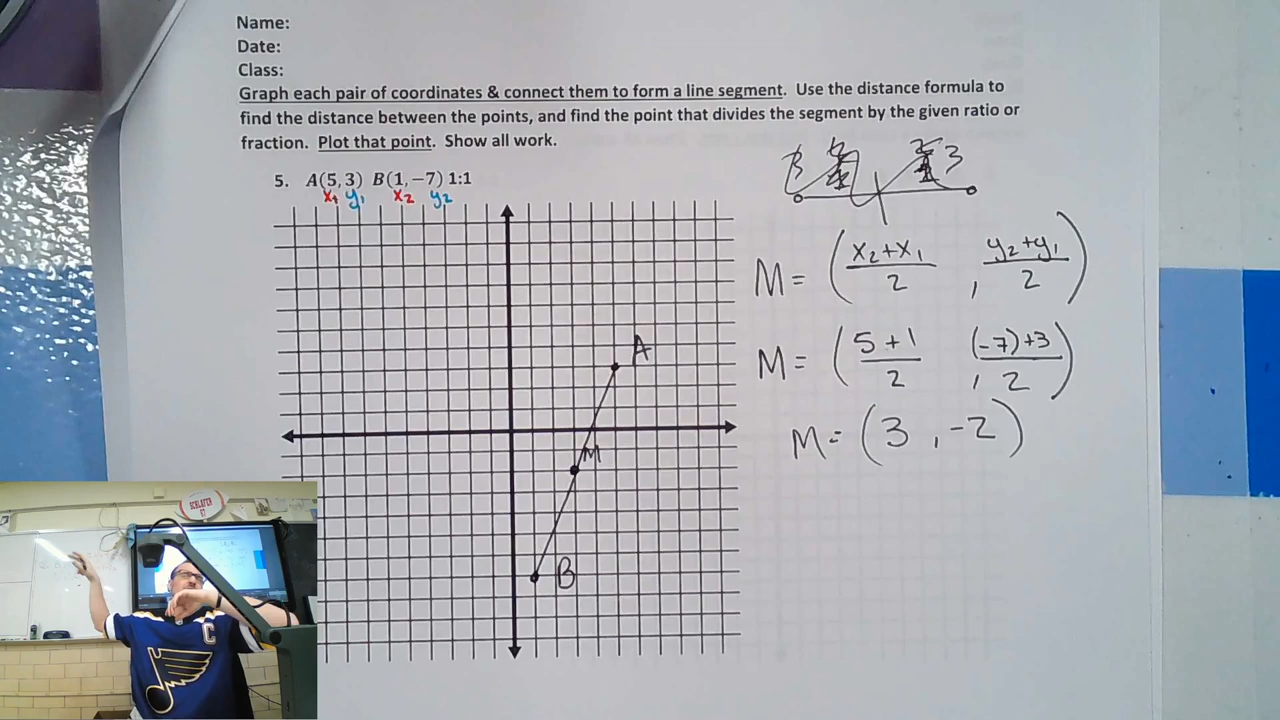 Name:
Date:
Class:
Graph each pair of coordinates & connect them to form a line segment. Use the distance formula to
find the distance between the points, and find the point that divides the segment by the given ratio or
fraction. Plot that point. Show all work.
5. A(5,3) B(1,−7) 1:1
x₁ y₁ x₂ y₂
3
M = (x₂+x₁/2 , y₂+y₁/2)
M = (5+1/2 , (-7)+3/2)
M = (3 , -2)
A
M
B
SCHLAFER
C